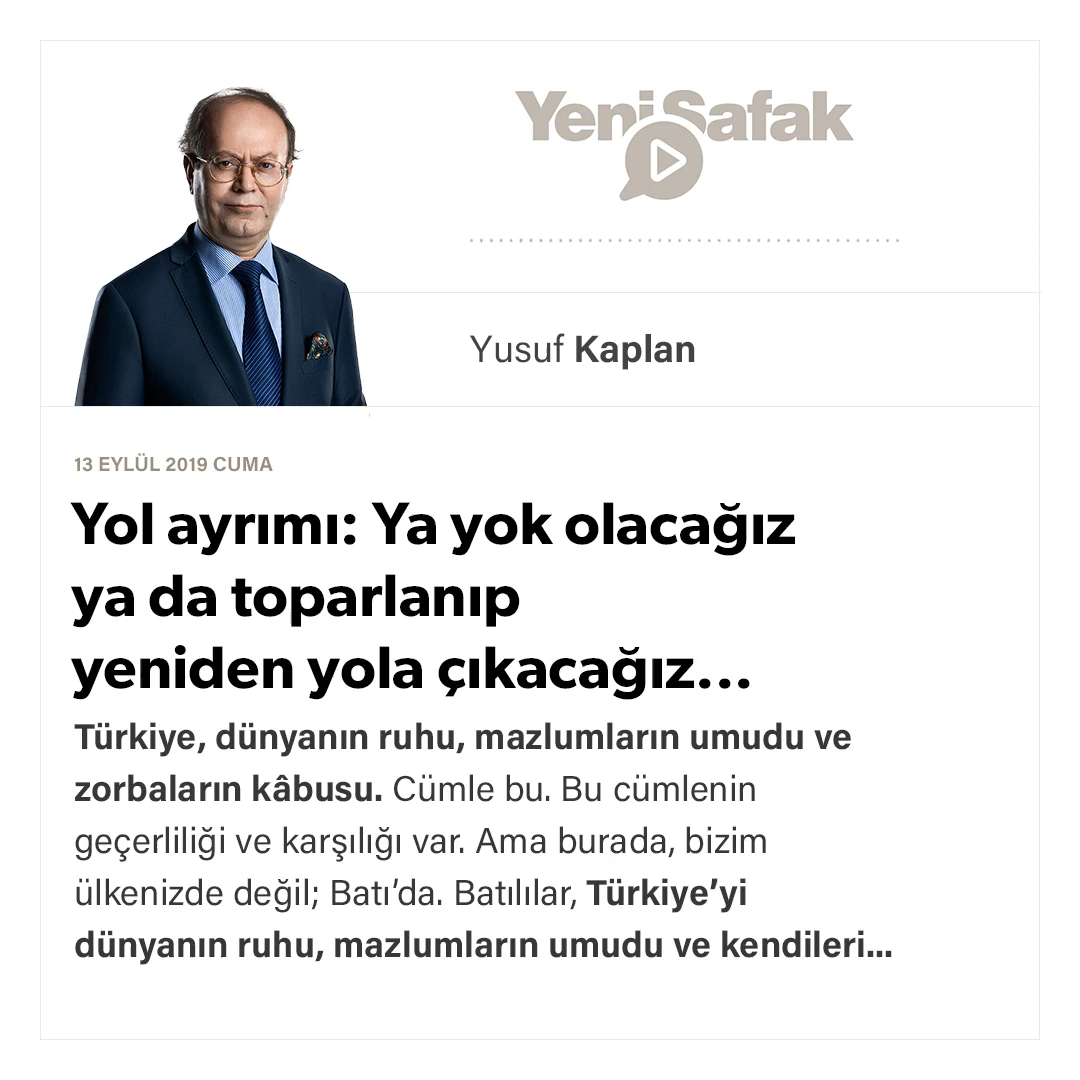 YeniSafak
Yusuf Kaplan
13 EYLÜL 2019 CUMA
Yol ayrımı: Ya yok olacağız
ya da toparlanıp
yeniden yola çıkacağız...
Türkiye, dünyanın ruhu, mazlumların umudu ve
zorbaların kâbusu. Cümle bu. Bu cümlenin
geçerliliği ve karşılığı var. Ama burada, bizim
ülkenizde değil; Batı’da. Batılılar, Türkiye’yi
dünyanın ruhu, mazlumların umudu ve kendileri...